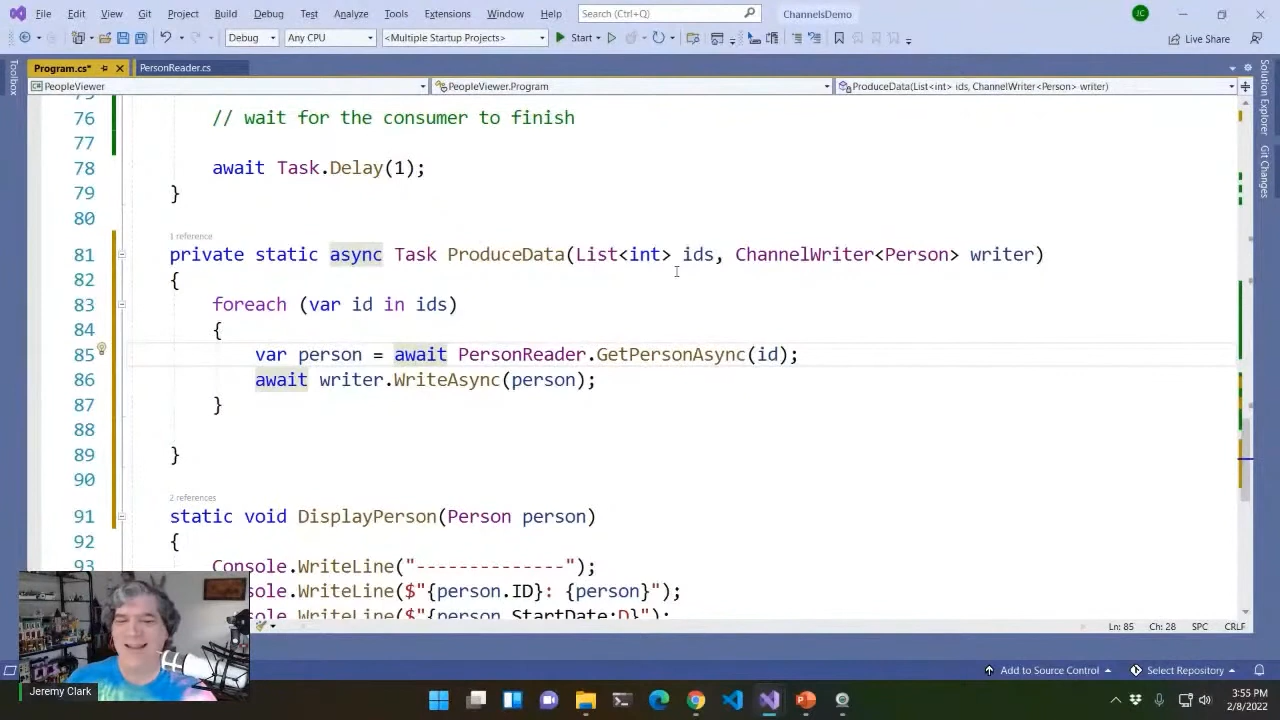 File Edit View Git Project Build Debug Test Analyze Tools Extensions Window Help Search (Ctrl+Q) ChannelsDemo JC
Debug Any CPU <Multiple Startup Projects> Start Live Share
Toolbox
Program.cs* PersonReader.cs
PeopleViewer PeopleViewer.Program ProduceData(List<int> ids, ChannelWriter<Person> writer)
Solution Explorer
Git Changes
76 // wait for the consumer to finish
77
78 await Task.Delay(1);
79 }
80
1 reference
81 private static async Task ProduceData(List<int> ids, ChannelWriter<Person> writer)
82 {
83 foreach (var id in ids)
84 {
85 var person = await PersonReader.GetPersonAsync(id);
86 await writer.WriteAsync(person);
87 }
88
89 }
90
2 references
91 static void DisplayPerson(Person person)
92 {
93 Console.WriteLine("--------------");
sole.WriteLine($"{person.ID}: {person}");
sole.WriteLine($"{person.StartDate:D}");
Ln: 85 Ch: 28 SPC CRLF
Jeremy Clark
Add to Source Control Select Repository
3:55 PM
2/8/2022